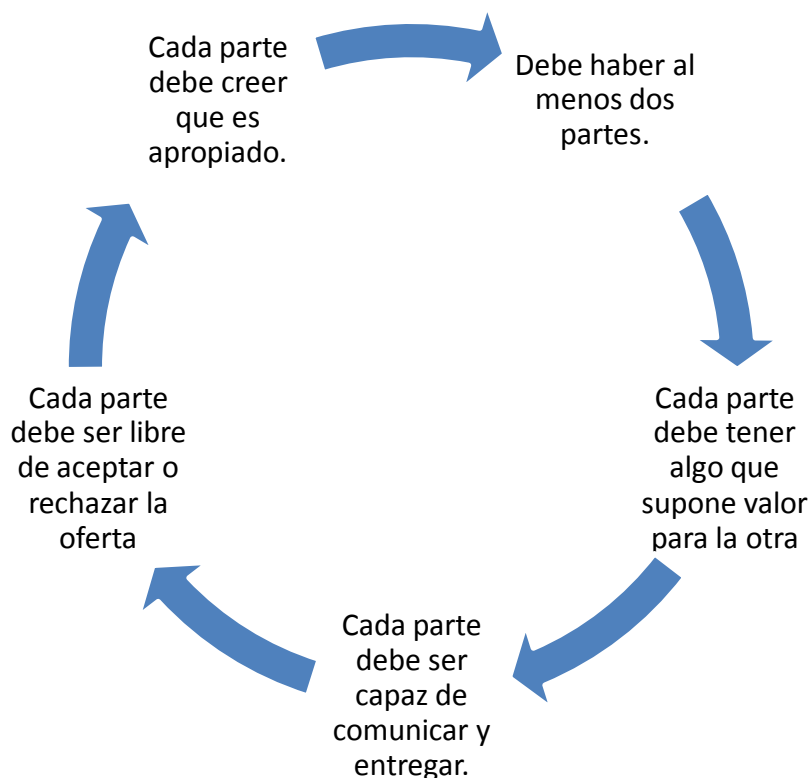 Cada parte
debe creer
que es
apropiado.
Debe haber al
menos dos
partes.
Cada parte
debe tener
algo que
supone valor
para la otra
Cada parte
debe ser
capaz de
comunicar y
entregar.
Cada parte
debe ser libre
de aceptar o
rechazar la
oferta